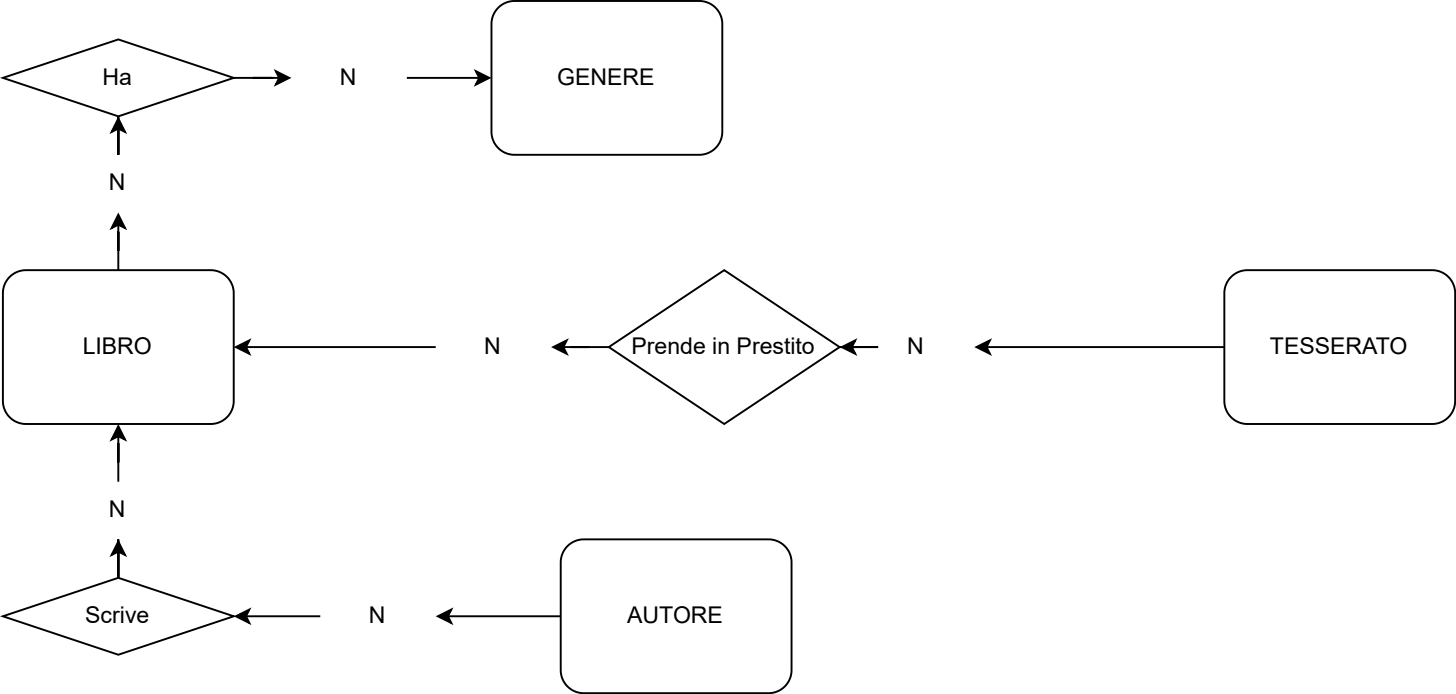 Ha
N
GENERE
N
LIBRO
N
Prende in Prestito
N
TESSERATO
N
Scrive
N
AUTORE